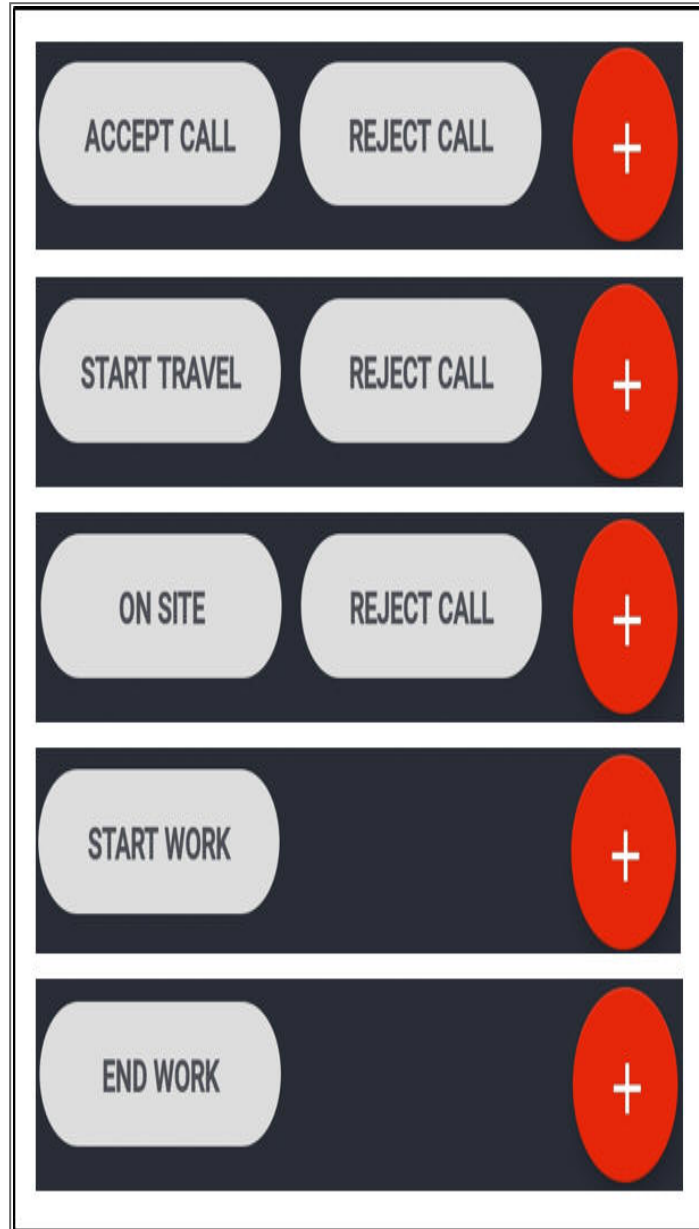 ACCEPT CALL REJECT CALL +
START TRAVEL REJECT CALL +
ON SITE REJECT CALL +
START WORK +
END WORK +